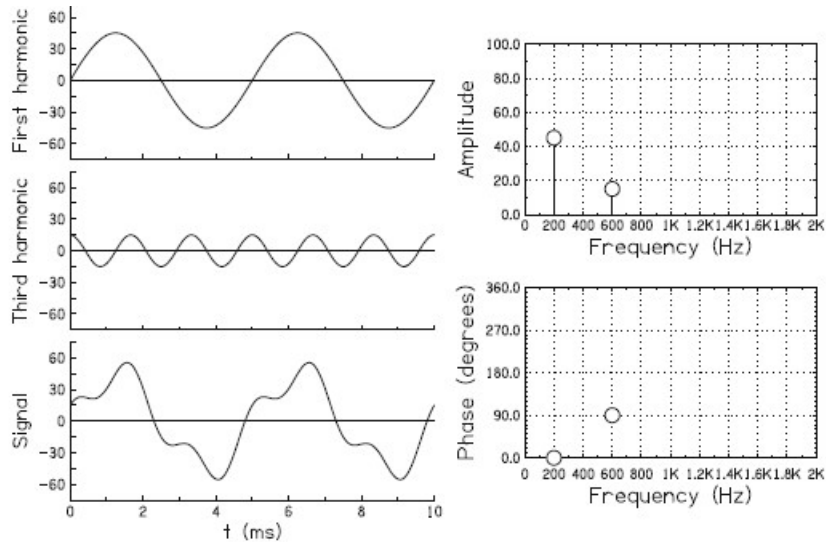 60
30
0
-30
-60
First harmonic
60
30
0
-30
-60
Third harmonic
60
30
0
-30
-60
Signal
0 2 4 6 8 10
t (ms)
100.0
80.0
60.0
40.0
20.0
0.0
Amplitude
0 200 400 600 800 1K 1.2K 1.4K 1.6K 1.8K 2K
Frequency (Hz)
360.0
270.0
180.0
90.0
0.0
Phase (degrees)
0 200 400 600 800 1K 1.2K 1.4K 1.6K 1.8K 2K
Frequency (Hz)